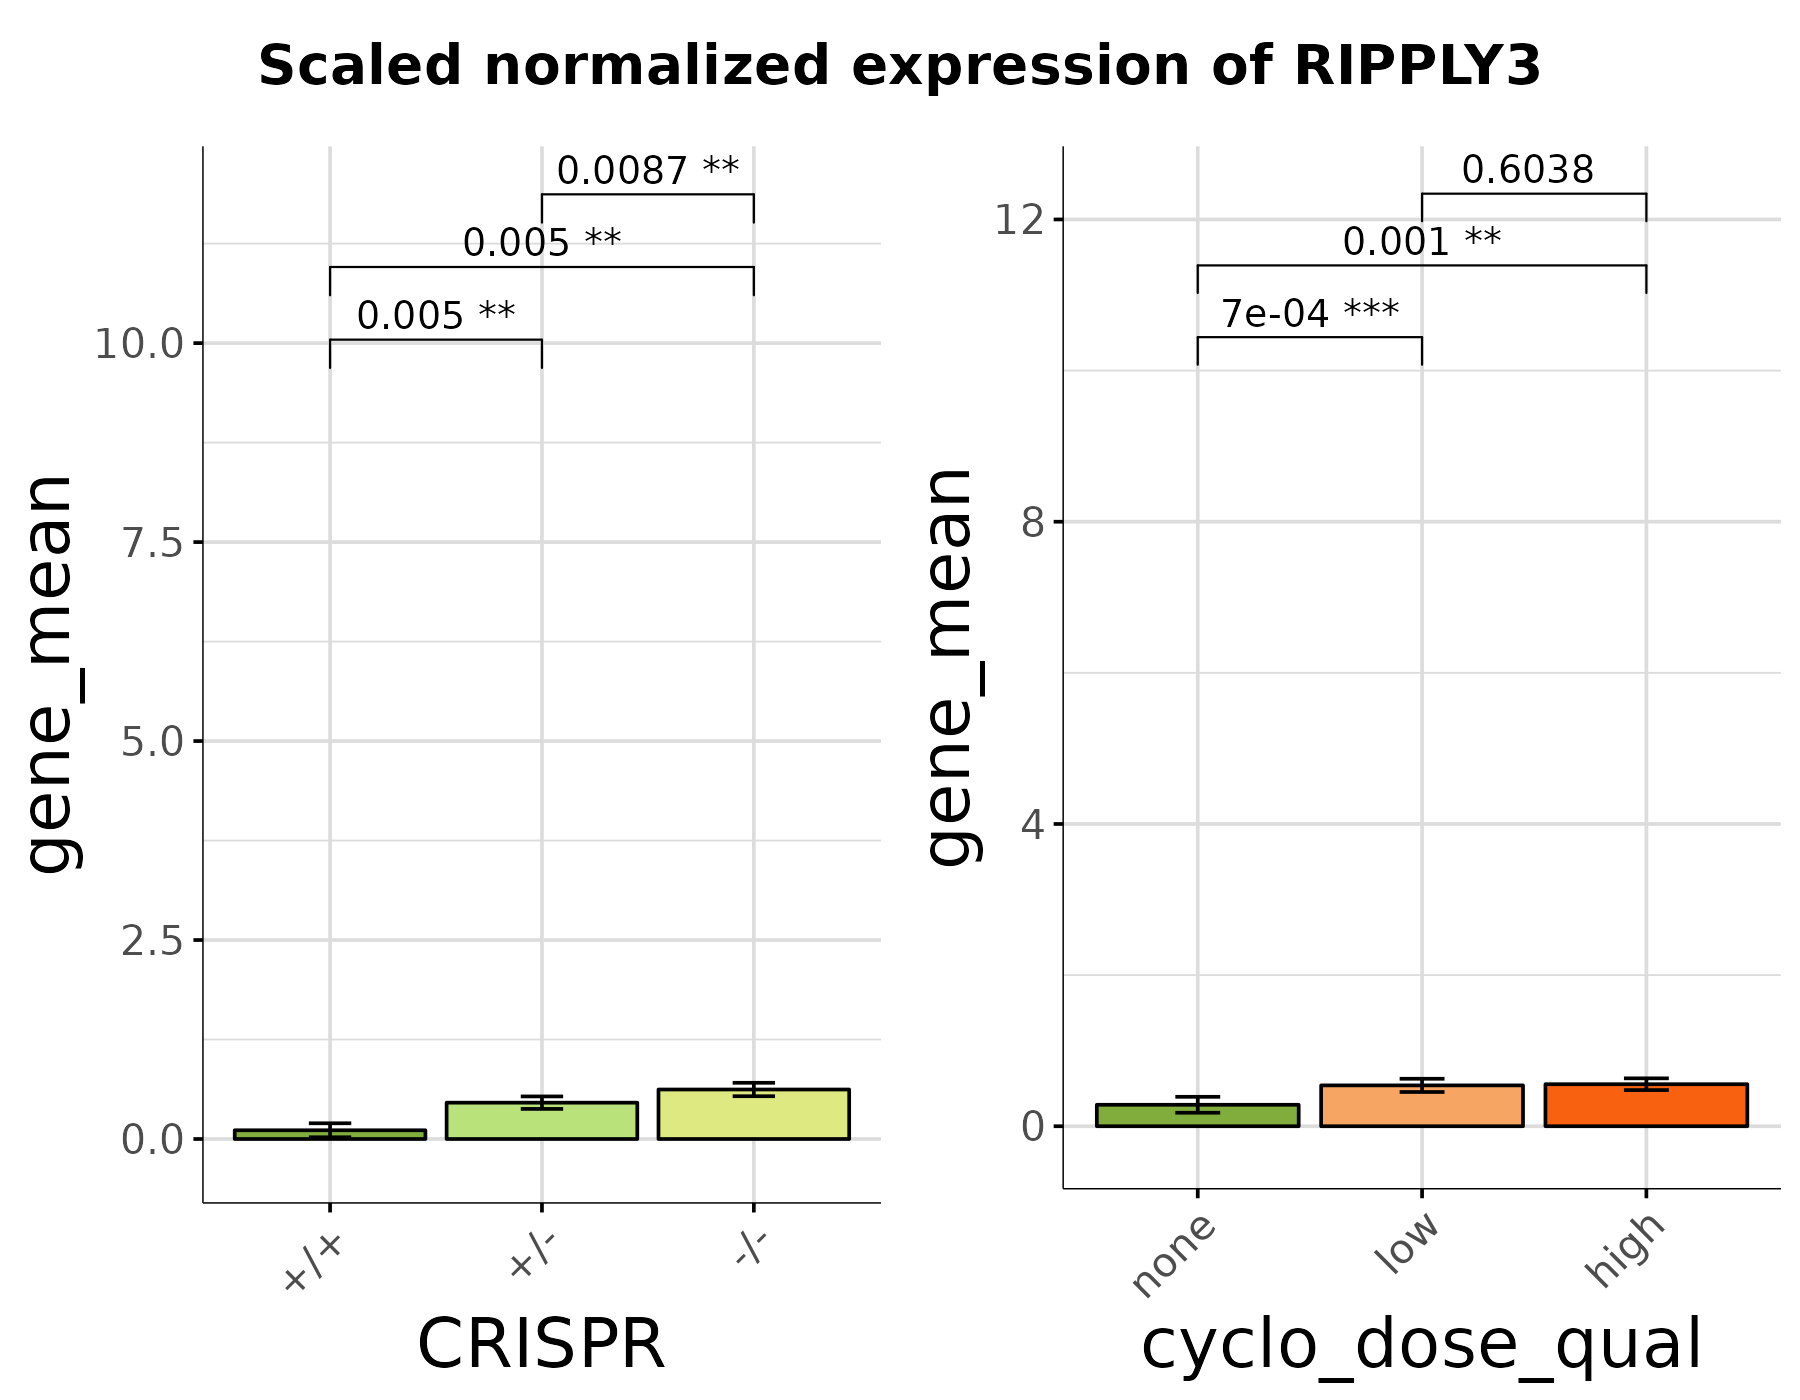 Scaled normalized expression of RIPPLY3
gene_mean
10.0
7.5
5.0
2.5
0.0
0.0087 **
0.005 **
0.005 **
+/+
+/-
-/-
CRISPR
gene_mean
12
8
4
0
0.6038
0.001 **
7e-04 ***
none
low
high
cyclo_dose_qual